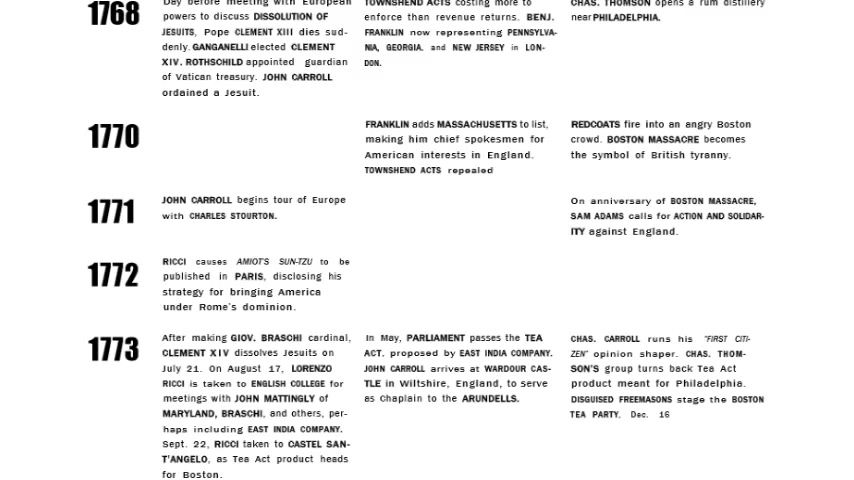 1768
Day before meeting with European
powers to discuss DISSOLUTION OF
JESUITS, Pope CLEMENT XIII dies sud-
denly. GANGANELLI elected CLEMENT
XIV. ROTHSCHILD appointed guardian
of Vatican treasury. JOHN CARROLL
ordained a Jesuit.
TOWNSHEND ACTS costing more to
enforce than revenue returns. BENJ.
FRANKLIN now representing PENNSYLVA-
NIA, GEORGIA. and NEW JERSEY in LON-
DON.
CHAS. THOMSON opens a rum distillery
near PHILADELPHIA.
1770
FRANKLIN adds MASSACHUSETTS to list,
making him chief spokesmen for
American interests in England.
TOWNSHEND ACTS repealed
REDCOATS fire into an angry Boston
crowd. BOSTON MASSACRE becomes
the symbol of British tyranny.
1771
JOHN CARROLL begins tour of Europe
with CHARLES STOURTON.
On anniversary of BOSTON MASSACRE,
SAM ADAMS calls for ACTION AND SOLIDAR-
ITY against England.
1772
RICCI causes AMIOT'S SUN-TZU to be
published in PARIS, disclosing his
strategy for bringing America
under Rome's dominion.
1773
After making GIOV. BRASCHI cardinal,
CLEMENT XIV dissolves Jesuits on
July 21. On August 17, LORENZO
RICCI is taken to ENGLISH COLLEGE for
meetings with JOHN MATTINGLY of
MARYLAND, BRASCHI, and others, per-
haps including EAST INDIA COMPANY.
Sept. 22, RICCI taken to CASTEL SAN-
T'ANGELO, as Tea Act product heads
for Boston.
In May, PARLIAMENT passes the TEA
ACT. proposed by EAST INDIA COMPANY.
JOHN CARROLL arrives at WARDOUR CAS-
TLE in Wiltshire, England, to serve
as Chaplain to the ARUNDELLS.
CHAS. CARROLL runs his "FIRST CITI-
ZEN" opinion shaper. CHAS. THOM-
SON'S group turns back Tea Act
product meant for Philadelphia.
DISGUISED FREEMASONS stage the BOSTON
TEA PARTY. Dec. 16